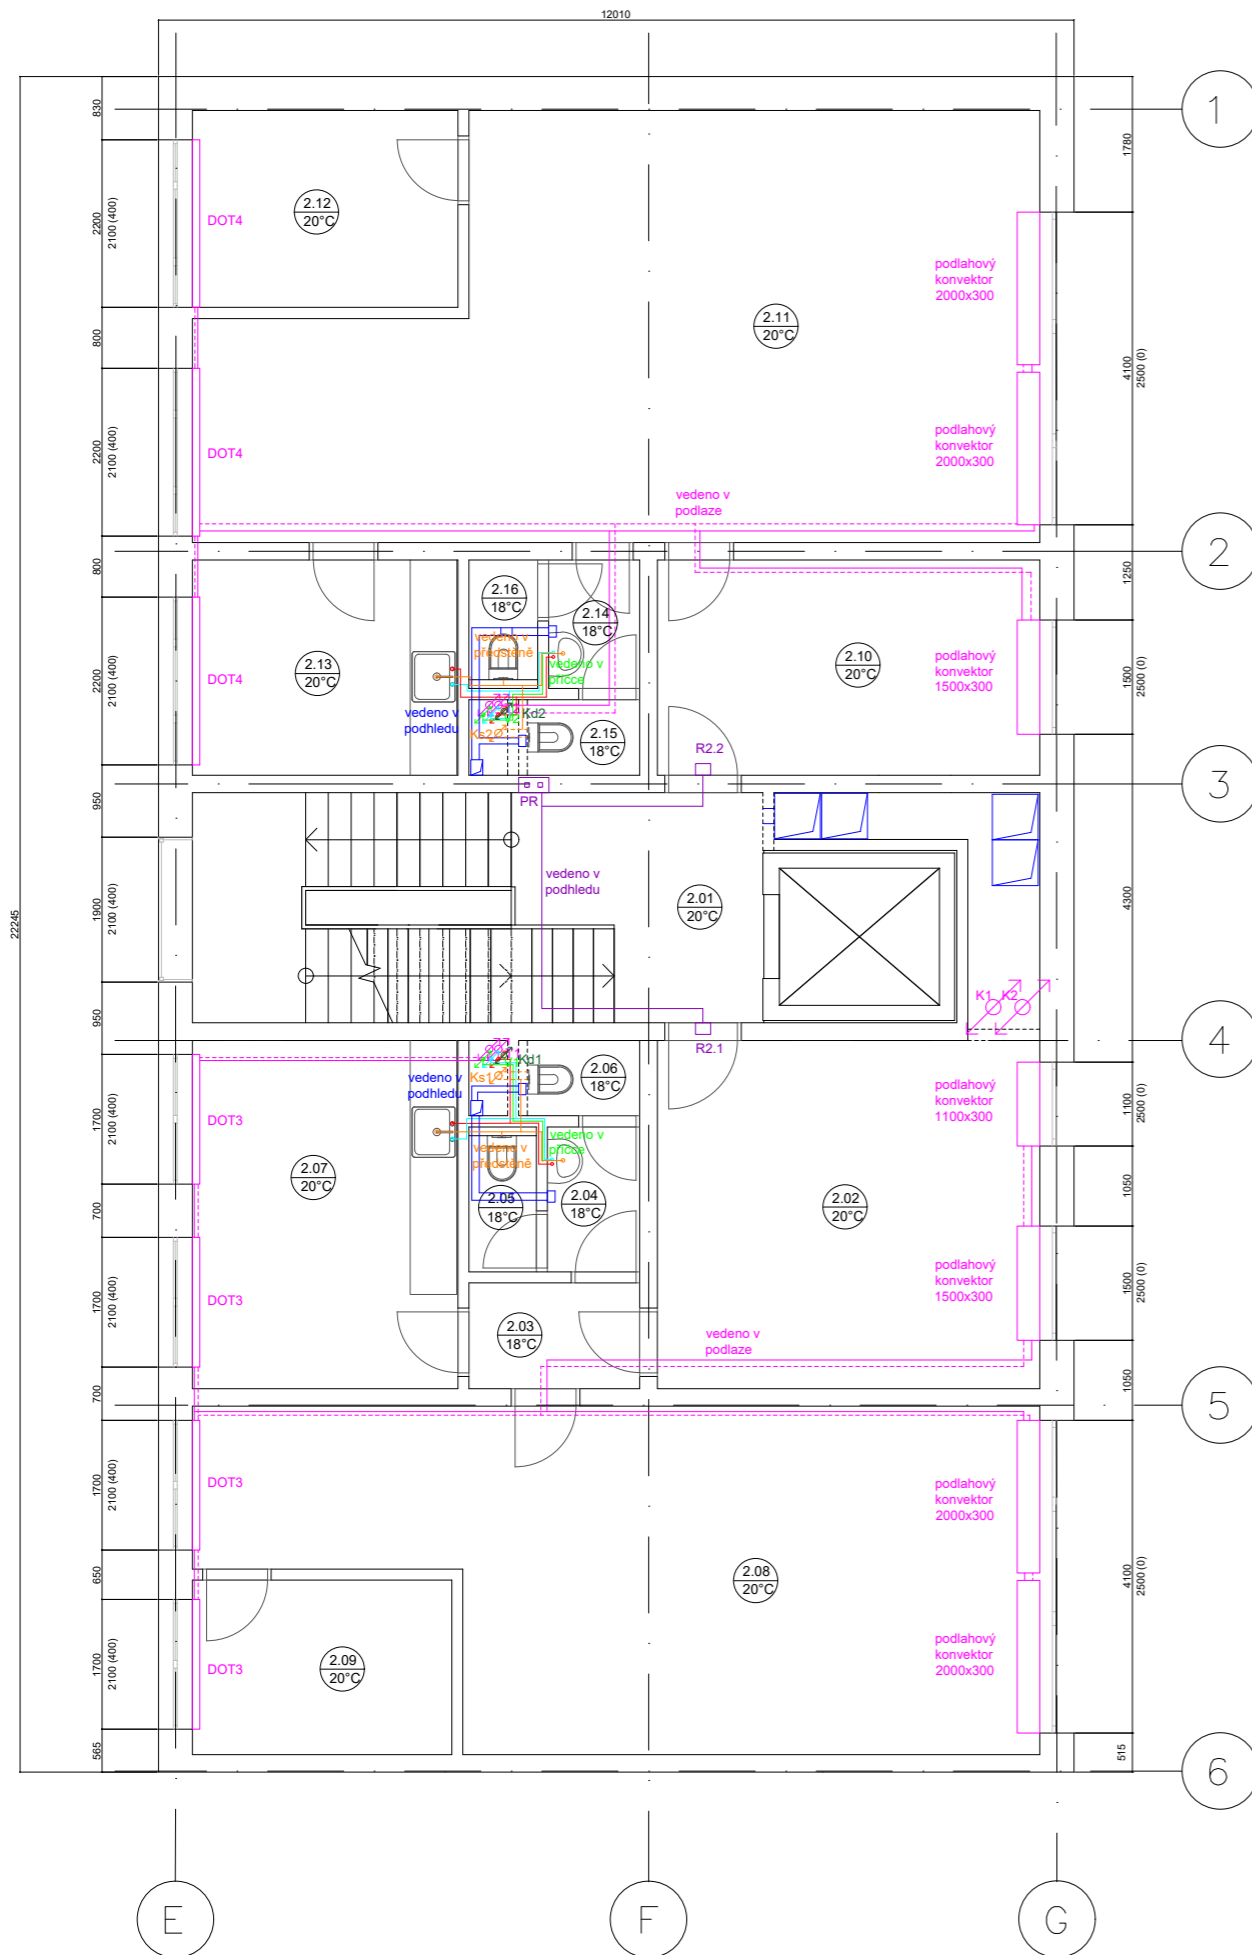 12010
1
830
1780
2.12
20°C
DOT4
2200
2100 (400)
podlahový
konvektor
2000x300
2.11
20°C
800
4100
2500 (0)
DOT4
2200
2100 (400)
podlahový
konvektor
2000x300
vedeno v
podlaze
2
800
1250
2.16
18°C
2.14
18°C
vedeno v
předstěně
vedeno v
příčce
2.13
20°C
2.10
20°C
DOT4
2200
2100 (400)
podlahový
konvektor
1500x300
1500
2500 (0)
vedeno v
podhledu
Kd2
Ks2
2.15
18°C
R2.2
3
PR
950
vedeno v
podhledu
2.01
20°C
1900
2100 (400)
4300
22245
K1
K2
950
4
R2.1
Kd1
Ks1
vedeno v
podhledu
2.06
18°C
podlahový
konvektor
1100x300
1100
2500 (0)
DOT3
1700
2100 (400)
vedeno v
příčce
vedeno v
předstěně
2.07
20°C
2.05
18°C
2.04
18°C
2.02
20°C
1050
700
DOT3
1700
2100 (400)
podlahový
konvektor
1500x300
1500
2500 (0)
2.03
18°C
vedeno v
podlaze
700
1050
5
DOT3
1700
2100 (400)
podlahový
konvektor
2000x300
2.08
20°C
650
4100
2500 (0)
DOT3
1700
2100 (400)
2.09
20°C
podlahový
konvektor
2000x300
565
515
6
E
F
G